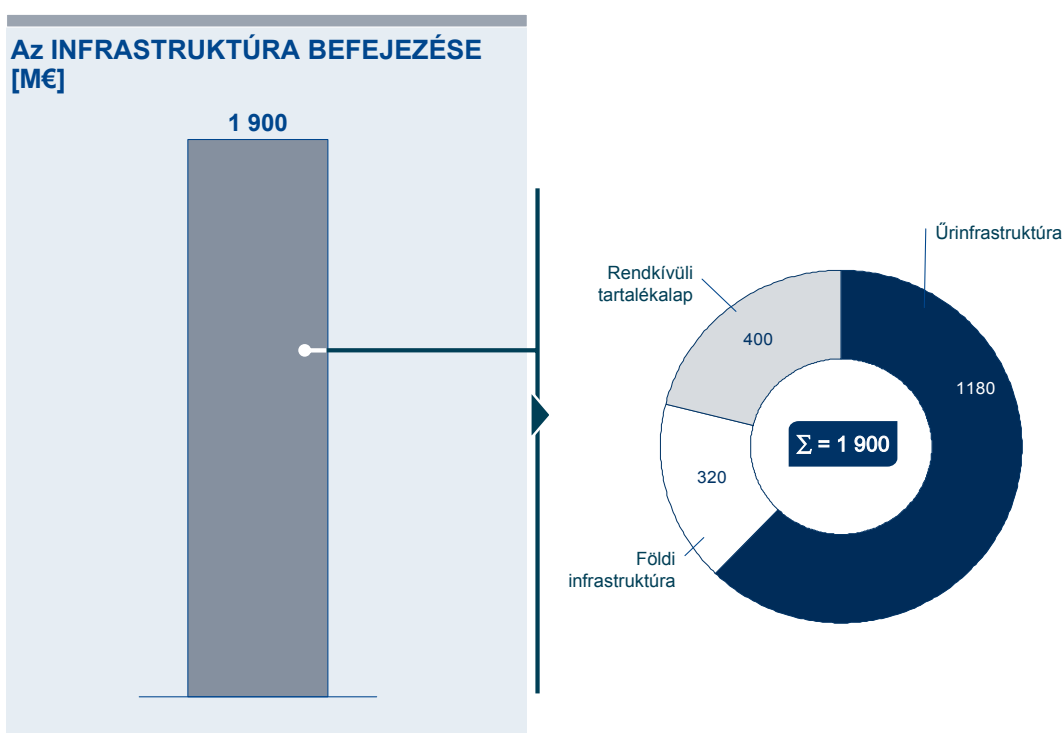 Az INFRASTRUKTÚRA BEFEJEZÉSE
[M€]
1 900
Űrinfrastruktúra
Rendkívüli
tartalékalap
400
1180
∑ = 1 900
320
Földi
infrastruktúra